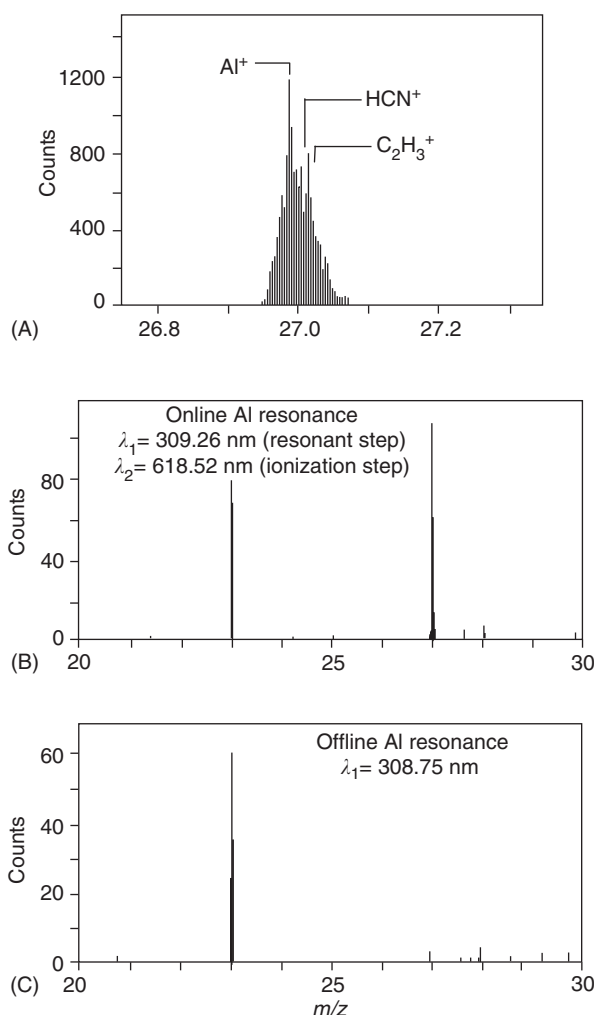 Al⁺
HCN⁺
C₂H₃⁺
1200
800
400
0
Counts
26.8 27.0 27.2
(A)
Online Al resonance
λ₁= 309.26 nm (resonant step)
λ₂= 618.52 nm (ionization step)
80
40
0
Counts
20 25 30
(B)
Offline Al resonance
λ₁= 308.75 nm
60
40
20
0
Counts
20 25 30
(C)
m/z